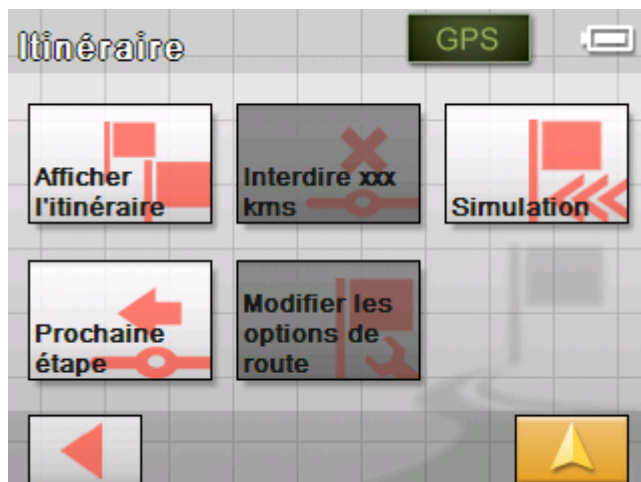 Itinéraire
GPS
Afficher
l'itinéraire
Interdire xxx
kms
Simulation
Prochaine
étape
Modifier les
options de
route